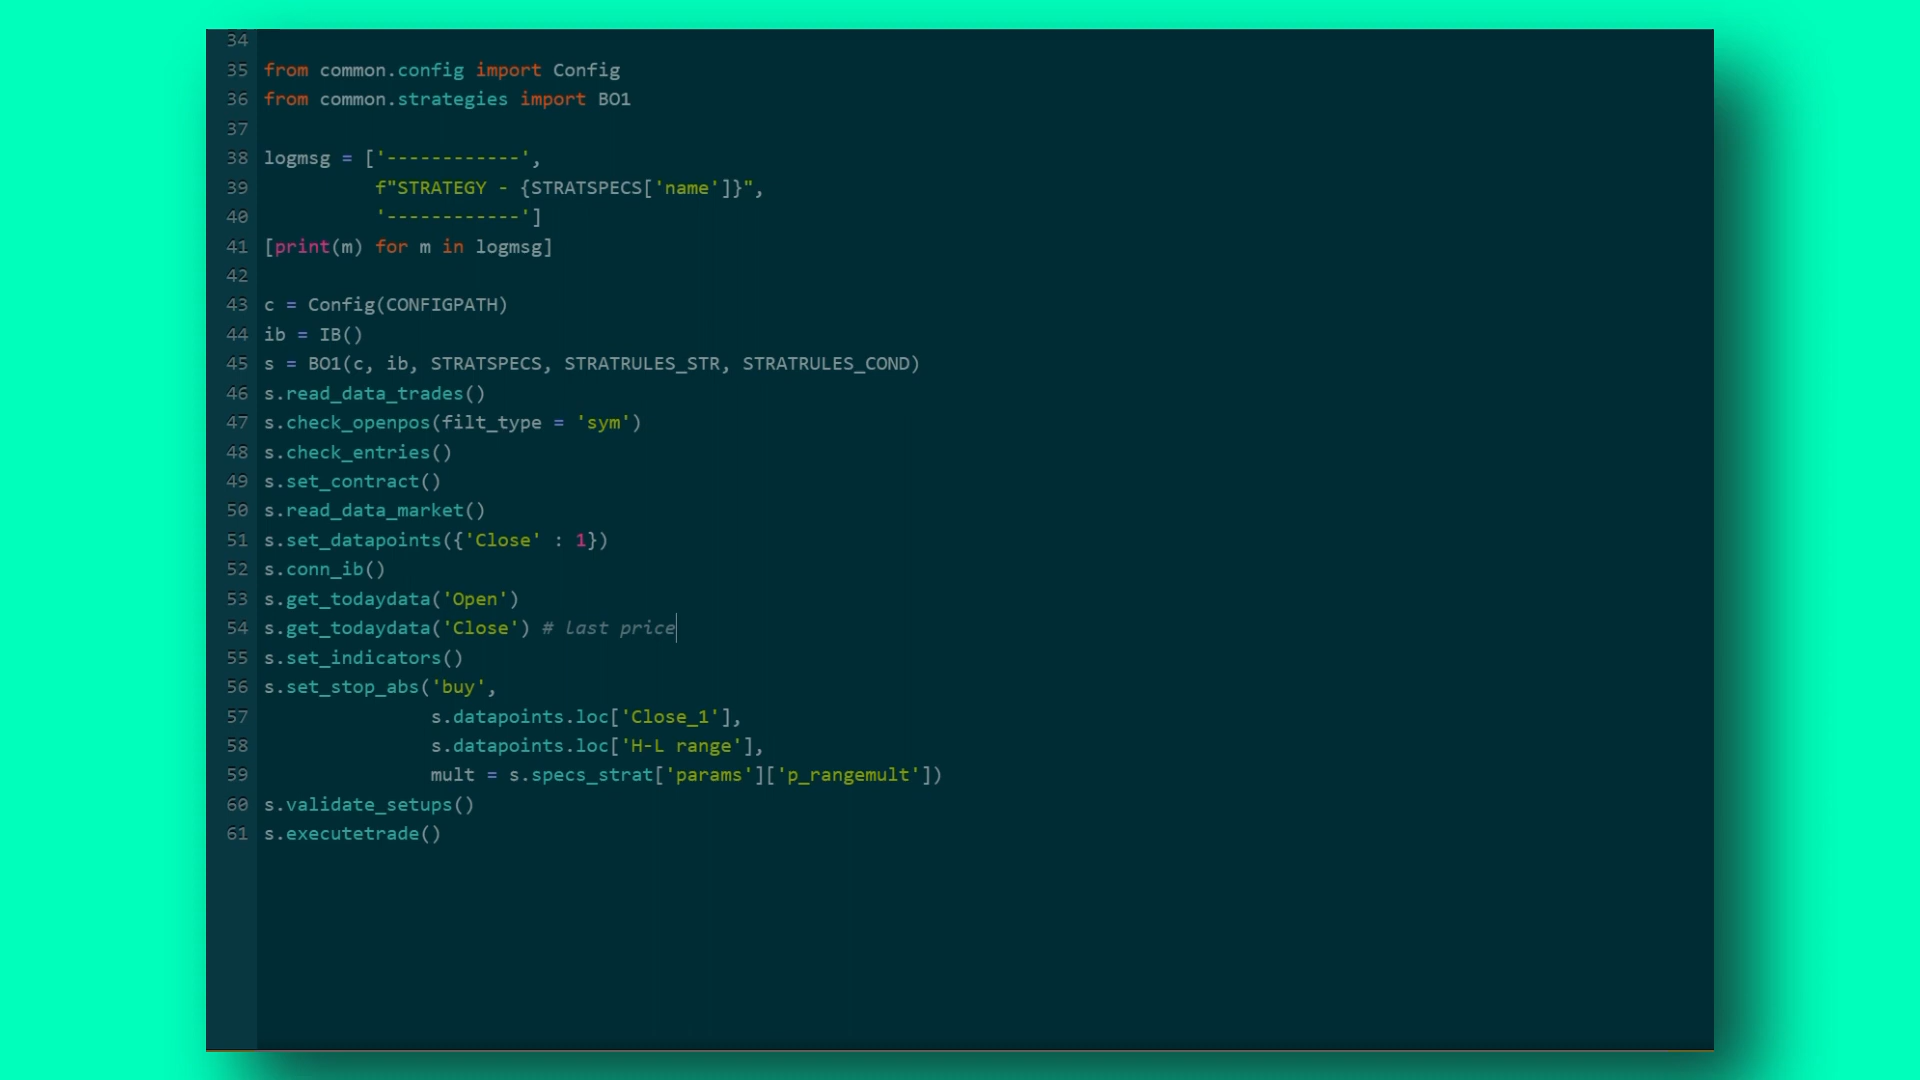 34
35 from common.config import Config
36 from common.strategies import BO1
37
38 logmsg = ['------------',
39           f"STRATEGY - {STRATSPECS['name']}",
40           '------------']
41 [print(m) for m in logmsg]
42
43 c = Config(CONFIGPATH)
44 ib = IB()
45 s = BO1(c, ib, STRATSPECS, STRATRULES_STR, STRATRULES_COND)
46 s.read_data_trades()
47 s.check_openpos(filt_type = 'sym')
48 s.check_entries()
49 s.set_contract()
50 s.read_data_market()
51 s.set_datapoints({'Close' : 1})
52 s.conn_ib()
53 s.get_todaydata('Open')
54 s.get_todaydata('Close') # last price
55 s.set_indicators()
56 s.set_stop_abs('buy',
57                s.datapoints.loc['Close_1'],
58                s.datapoints.loc['H-L range'],
59                mult = s.specs_strat['params']['p_rangemult'])
60 s.validate_setups()
61 s.executetrade()